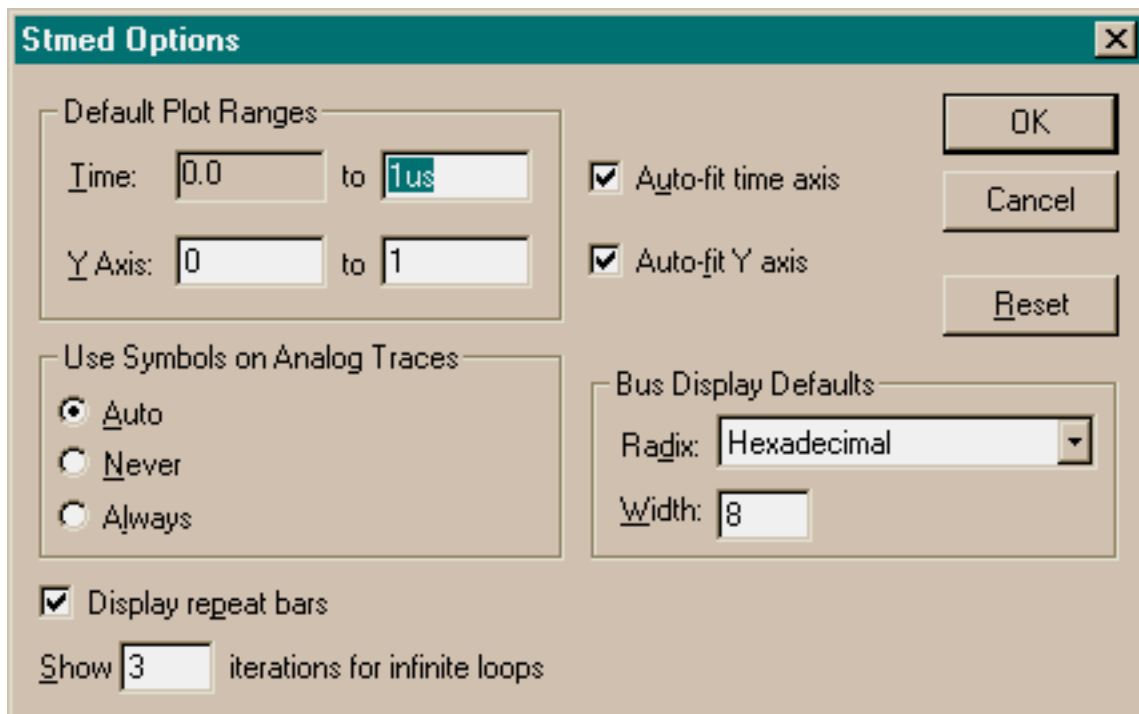 Stmed Options
Default Plot Ranges
Time: 0.0 to 1us
Y Axis: 0 to 1
Auto-fit time axis
Auto-fit Y axis
OK
Cancel
Reset
Use Symbols on Analog Traces
Auto
Never
Always
Bus Display Defaults
Radix: Hexadecimal
Width: 8
Display repeat bars
Show 3 iterations for infinite loops